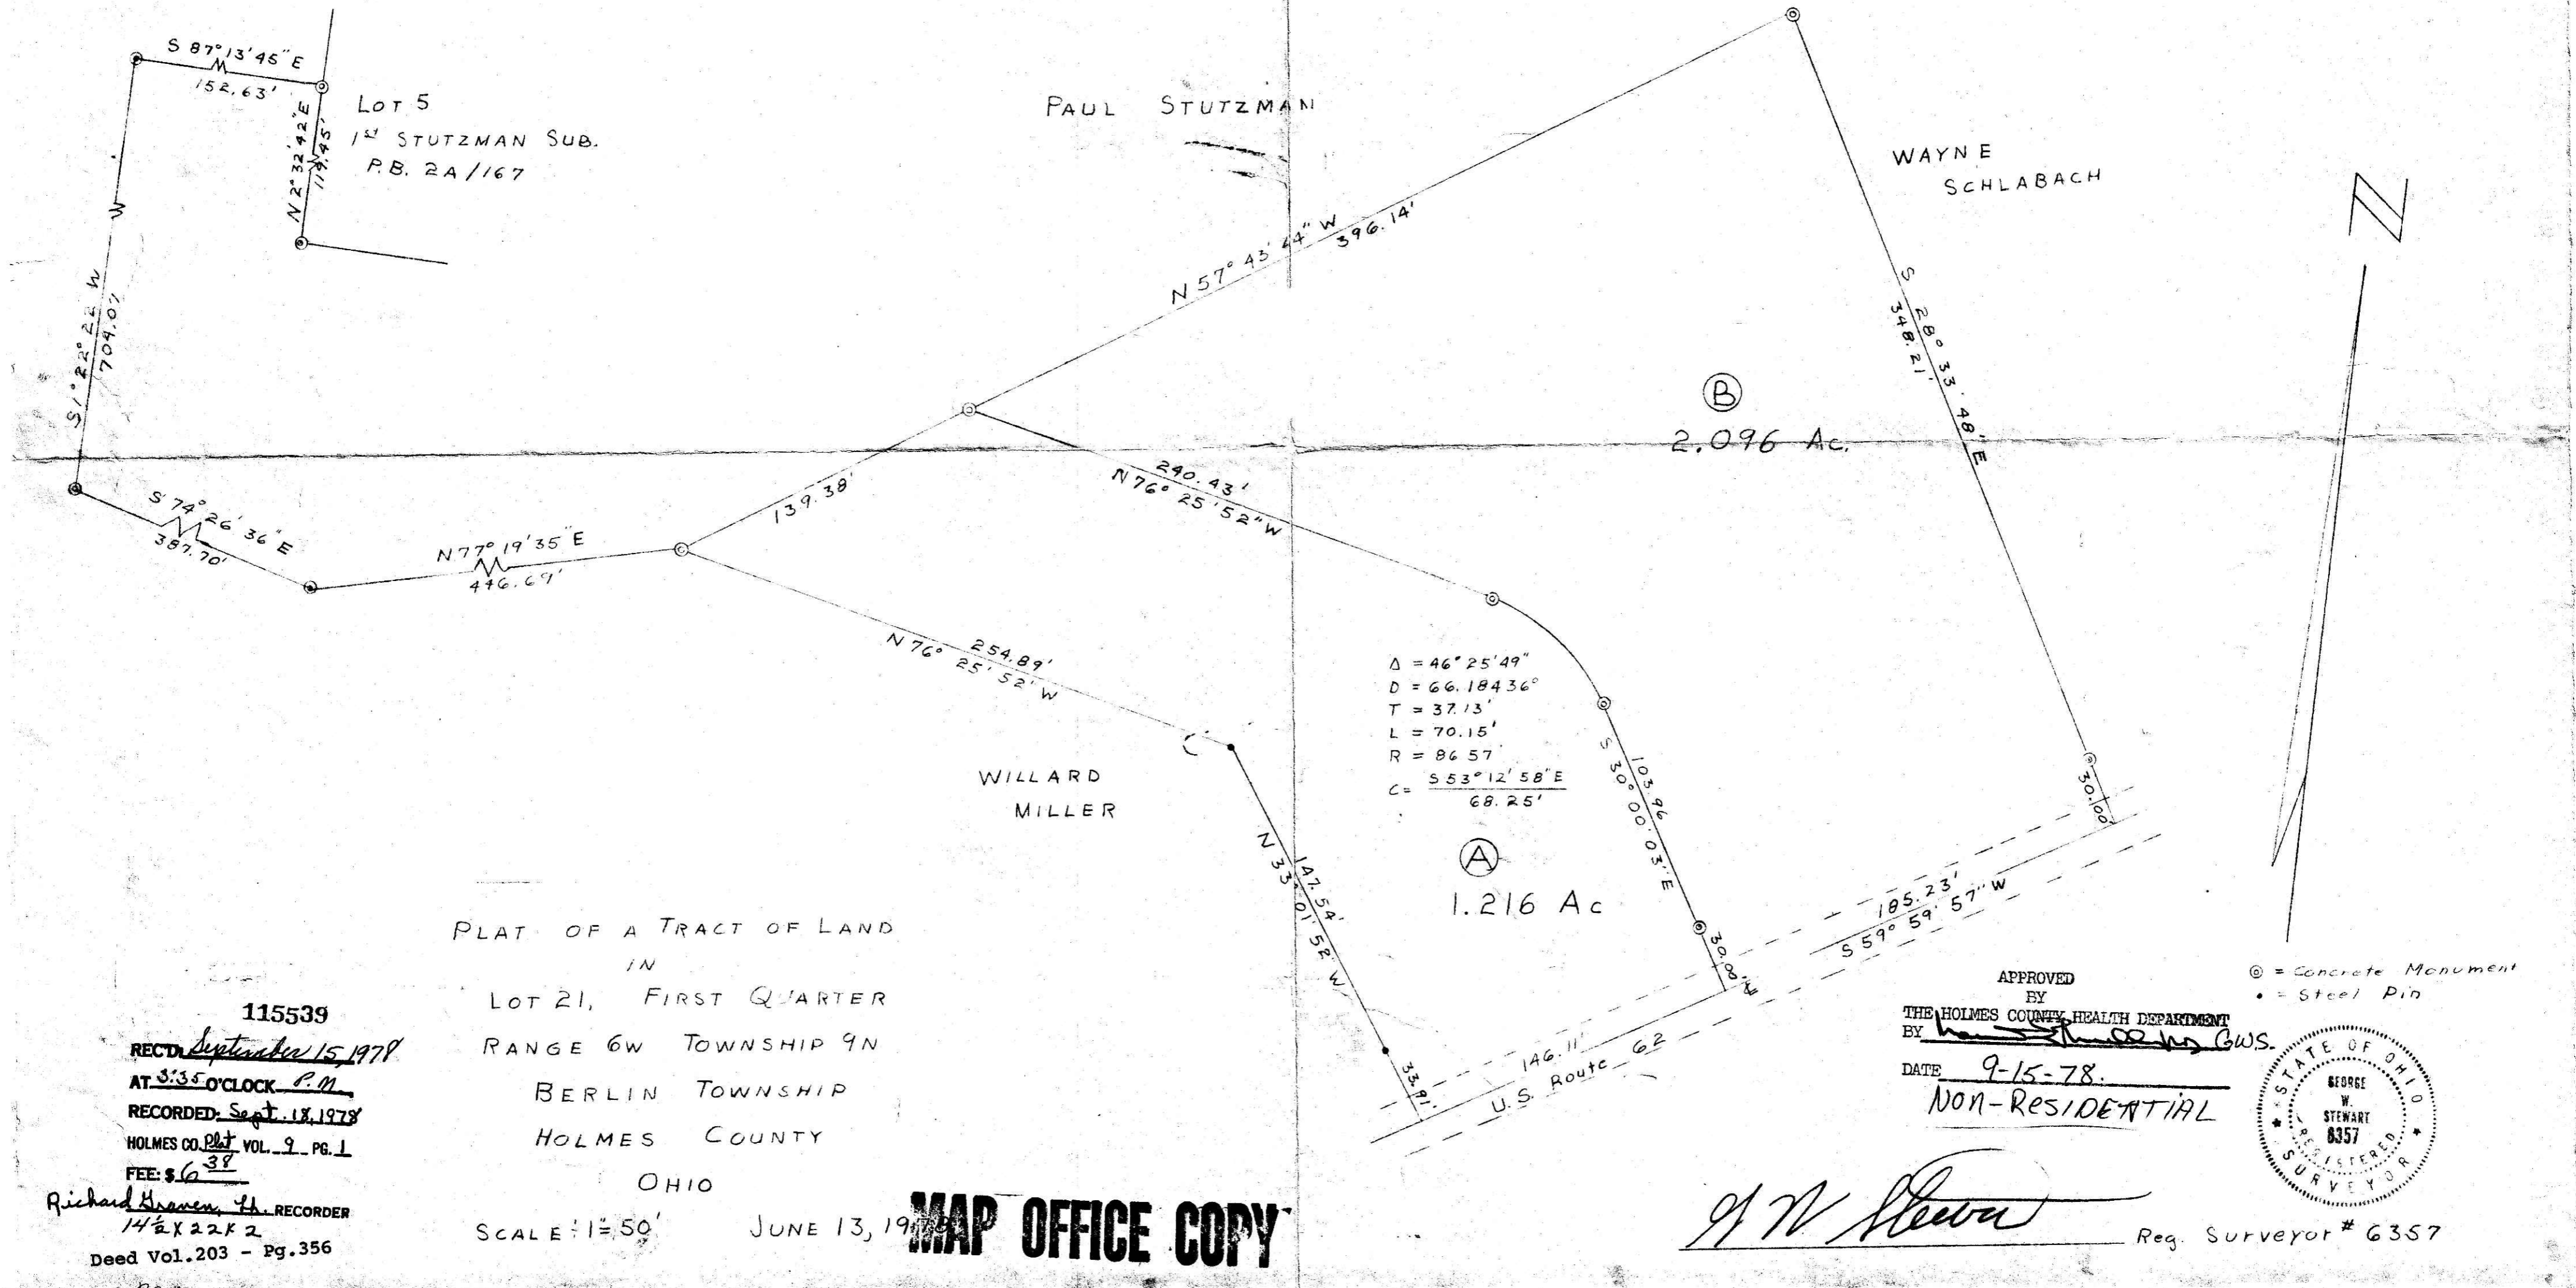 S 87° 13' 45" E
152.63'
N 2° 32' 42" E
119.45'
LOT 5
1ST STUTZMAN SUB.
P.B. 2A/167
PAUL STUTZMAN
WAYNE
SCHLABACH
N
S 1° 22' 22" W
704.07'
N 57° 43' 44" W
396.14'
S 28° 33' 48" E
348.21'
B
2.096 Ac.
139.38'
240.43'
N 76° 25' 52" W
S 74° 26' 36" E
387.70'
N 77° 19' 35" E
446.69'
254.89'
N 76° 25' 52" W
Δ = 46° 25' 49"
D = 66.18436°
T = 37.13'
L = 70.15'
R = 86.57'
C = S 53° 12' 58" E
68.25'
103.96
S 30° 00' 03" E
30.00'
WILLARD
MILLER
A
1.216 Ac
147.54'
N 33° 01' 52" W
30.00'
185.23'
S 59° 59' 57" W
33.91'
146.11'
U.S. Route 62
PLAT OF A TRACT OF LAND
IN
LOT 21, FIRST QUARTER
RANGE 6W TOWNSHIP 9N
BERLIN TOWNSHIP
HOLMES COUNTY
OHIO
SCALE: 1"=50' JUNE 13, 19
MAP OFFICE COPY
115539
REC'D. September 15, 1978
AT 3:35 O'CLOCK P.M.
RECORDED: Sept. 18, 1978
HOLMES CO. Plat VOL. 9 PG. 1
FEE: $ 6 38
Richard Graven, RECORDER
14½ X 22 X 2
Deed Vol.203 - Pg.356
⊚ = Concrete Monument
• = Steel Pin
APPROVED
BY
THE HOLMES COUNTY HEALTH DEPARTMENT
BY G.W.S.
DATE 9-15-78.
NON-RESIDENTIAL
STATE OF OHIO
GEORGE
W.
STEWART
6357
REGISTERED
SURVEYOR
G W Stewart
Reg. Surveyor # 6357